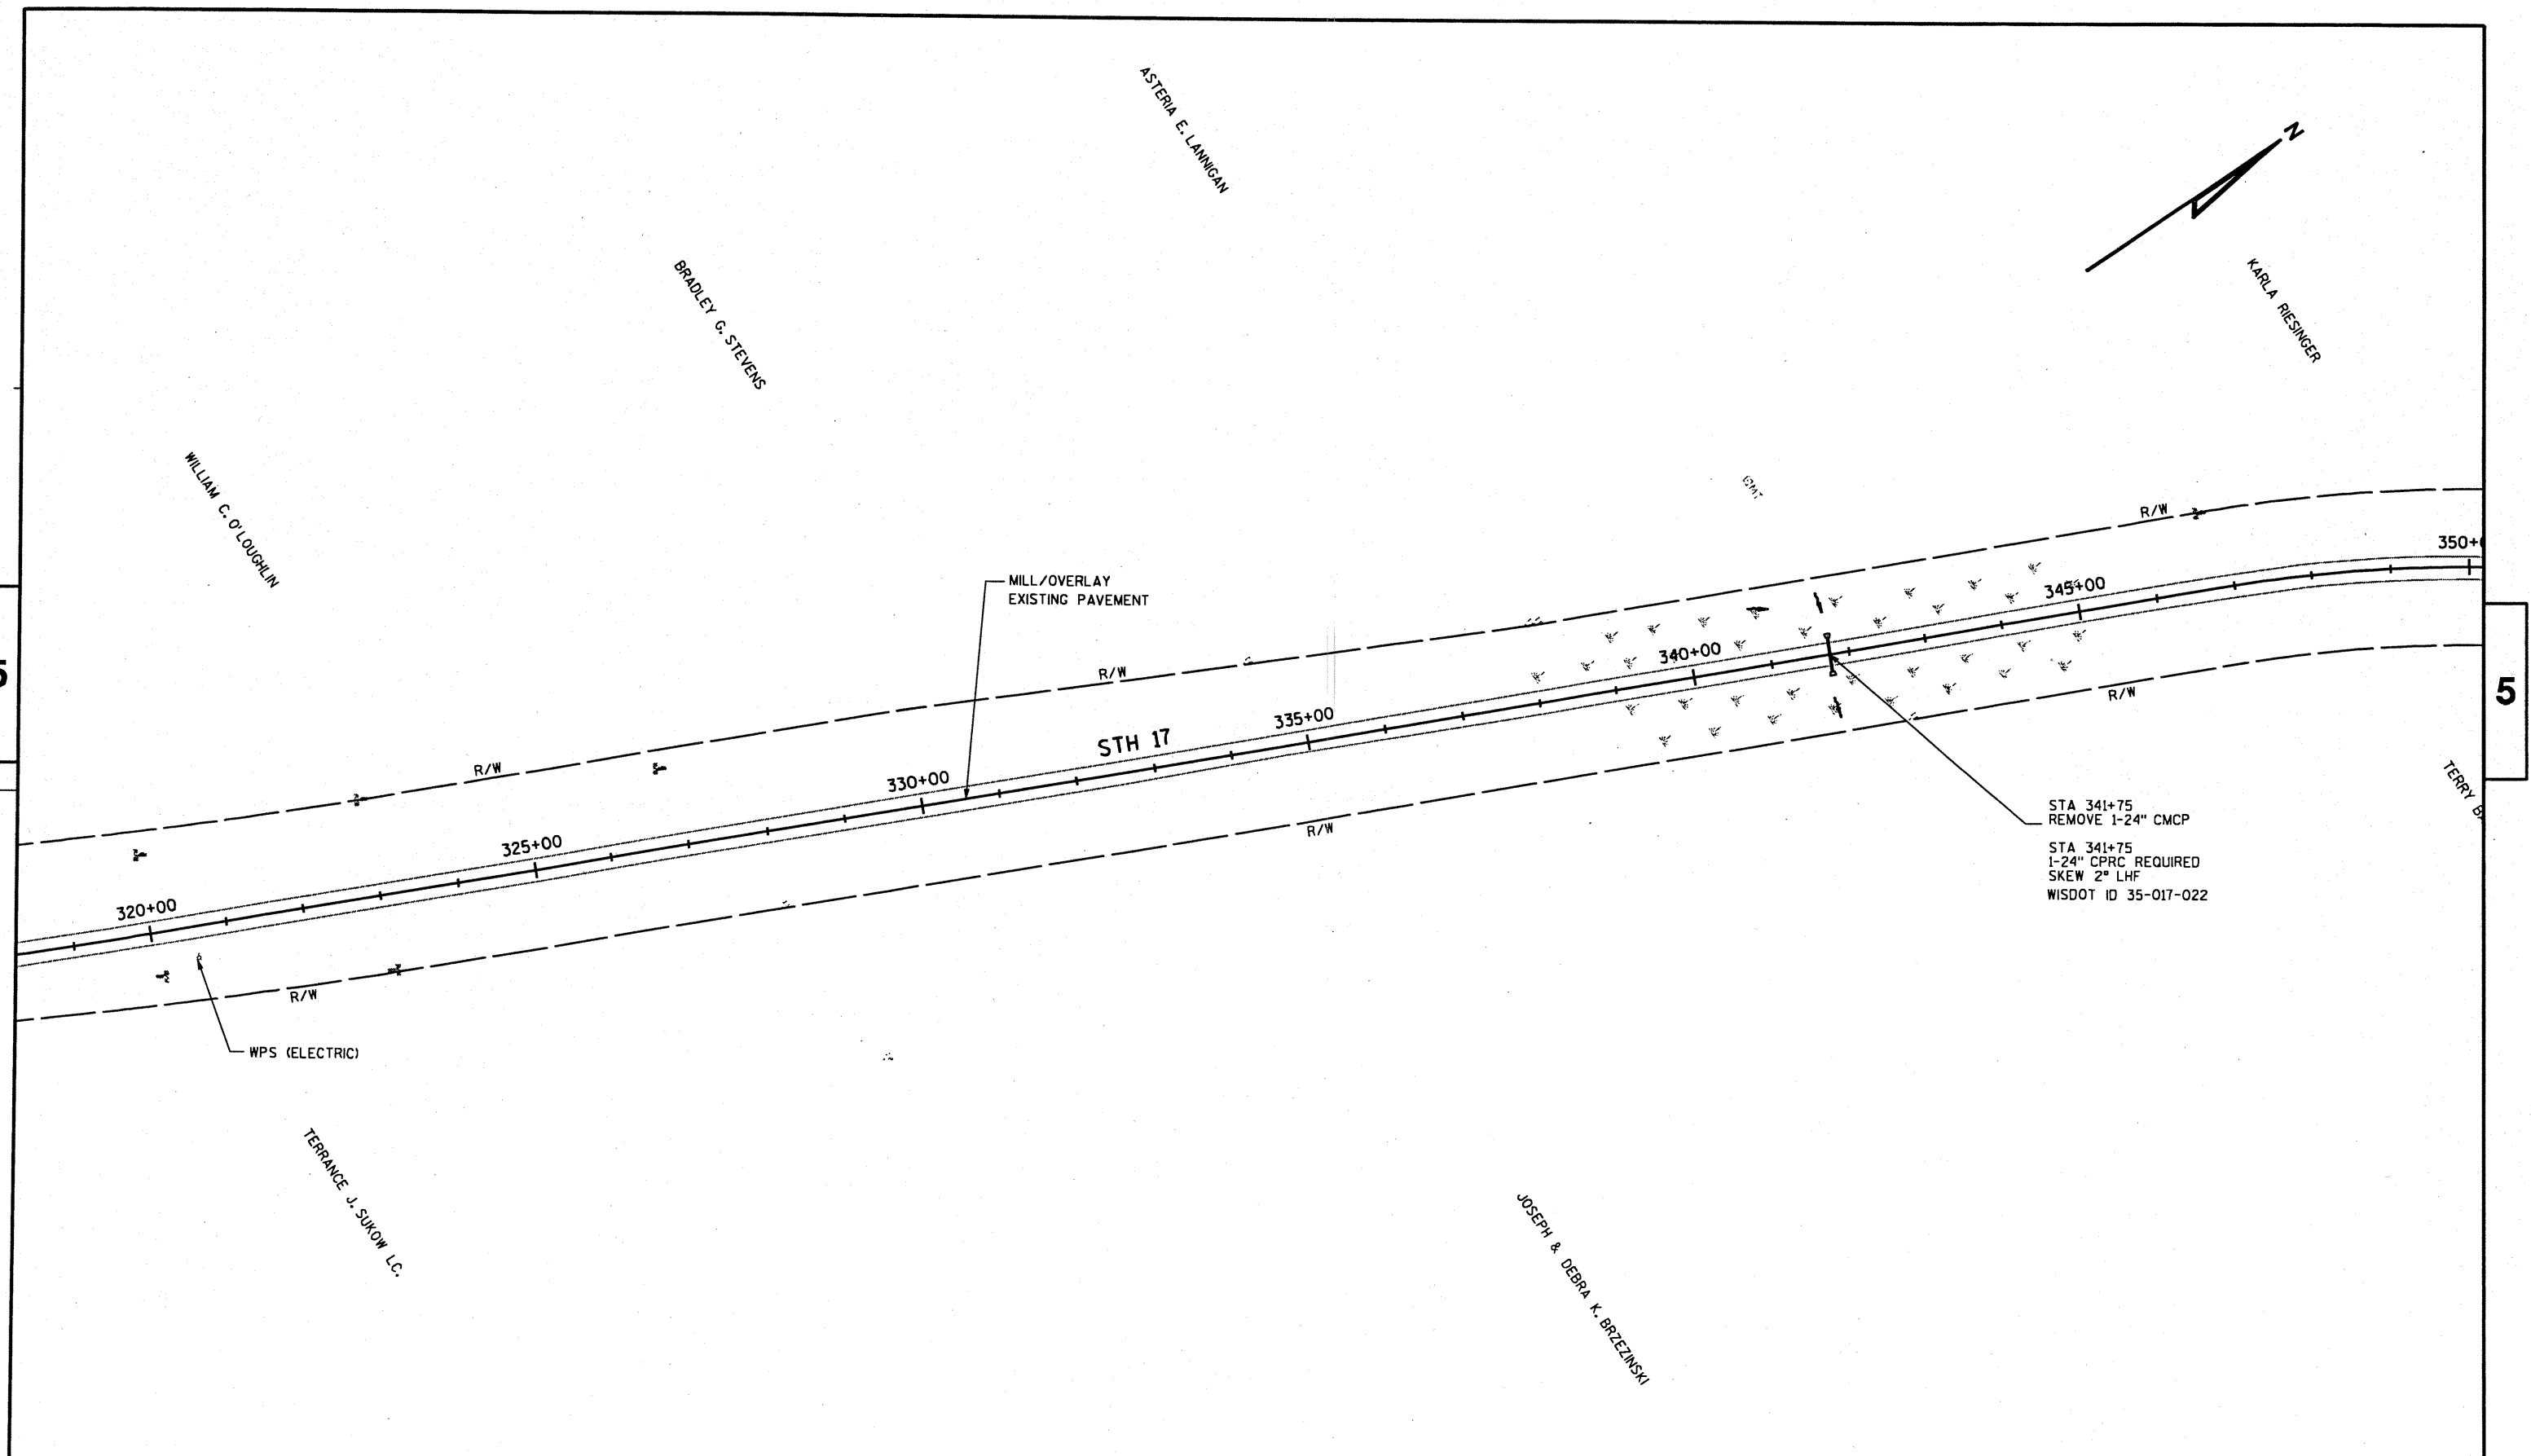 ASTERIA E. LANNIGAN
N
KARLA RIESINGER
BRADLEY G. STEVENS
WILLIAM C. O'LOUGHLIN
R/W
350+
MILL/OVERLAY
EXISTING PAVEMENT
345+00
340+00
R/W
R/W
5
5
335+00
STH 17
R/W
330+00
R/W
TERRY
STA 341+75
REMOVE 1-24" CMCP
STA 341+75
1-24" CPRC REQUIRED
SKEW 2° LHF
WISDOT ID 35-017-022
325+00
320+00
R/W
WPS (ELECTRIC)
TERRANCE J. SUKOW LC.
JOSEPH & DEBRA K. BRZEZINSKI